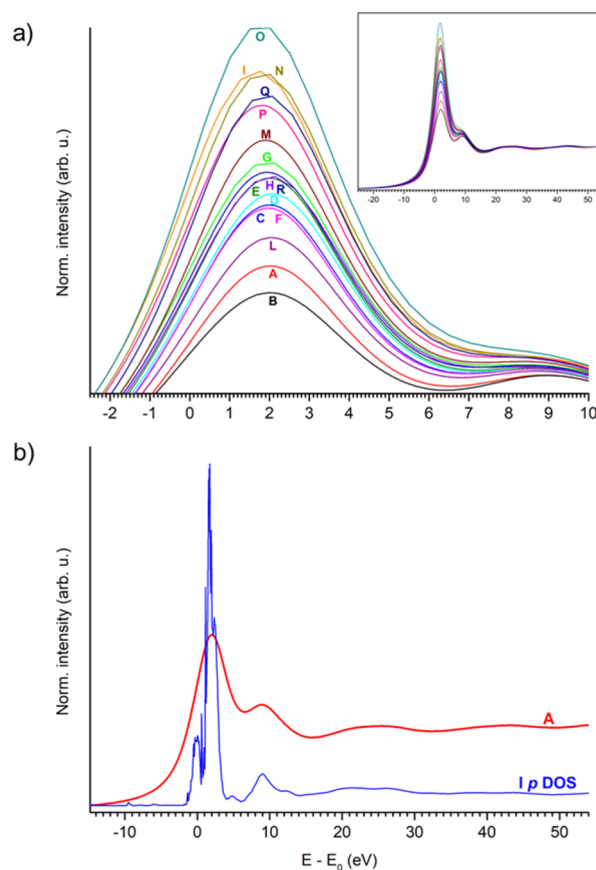 a)
Norm. intensity (arb. u.)
O
I N
Q
P
M
G
H
E R
D
C F
L
A
B
-20 -10 0 10 20 30 40 50
-2 -1 0 1 2 3 4 5 6 7 8 9 10
b)
Norm. intensity (arb. u.)
A
I p DOS
-10 0 10 20 30 40 50
E - E₀ (eV)